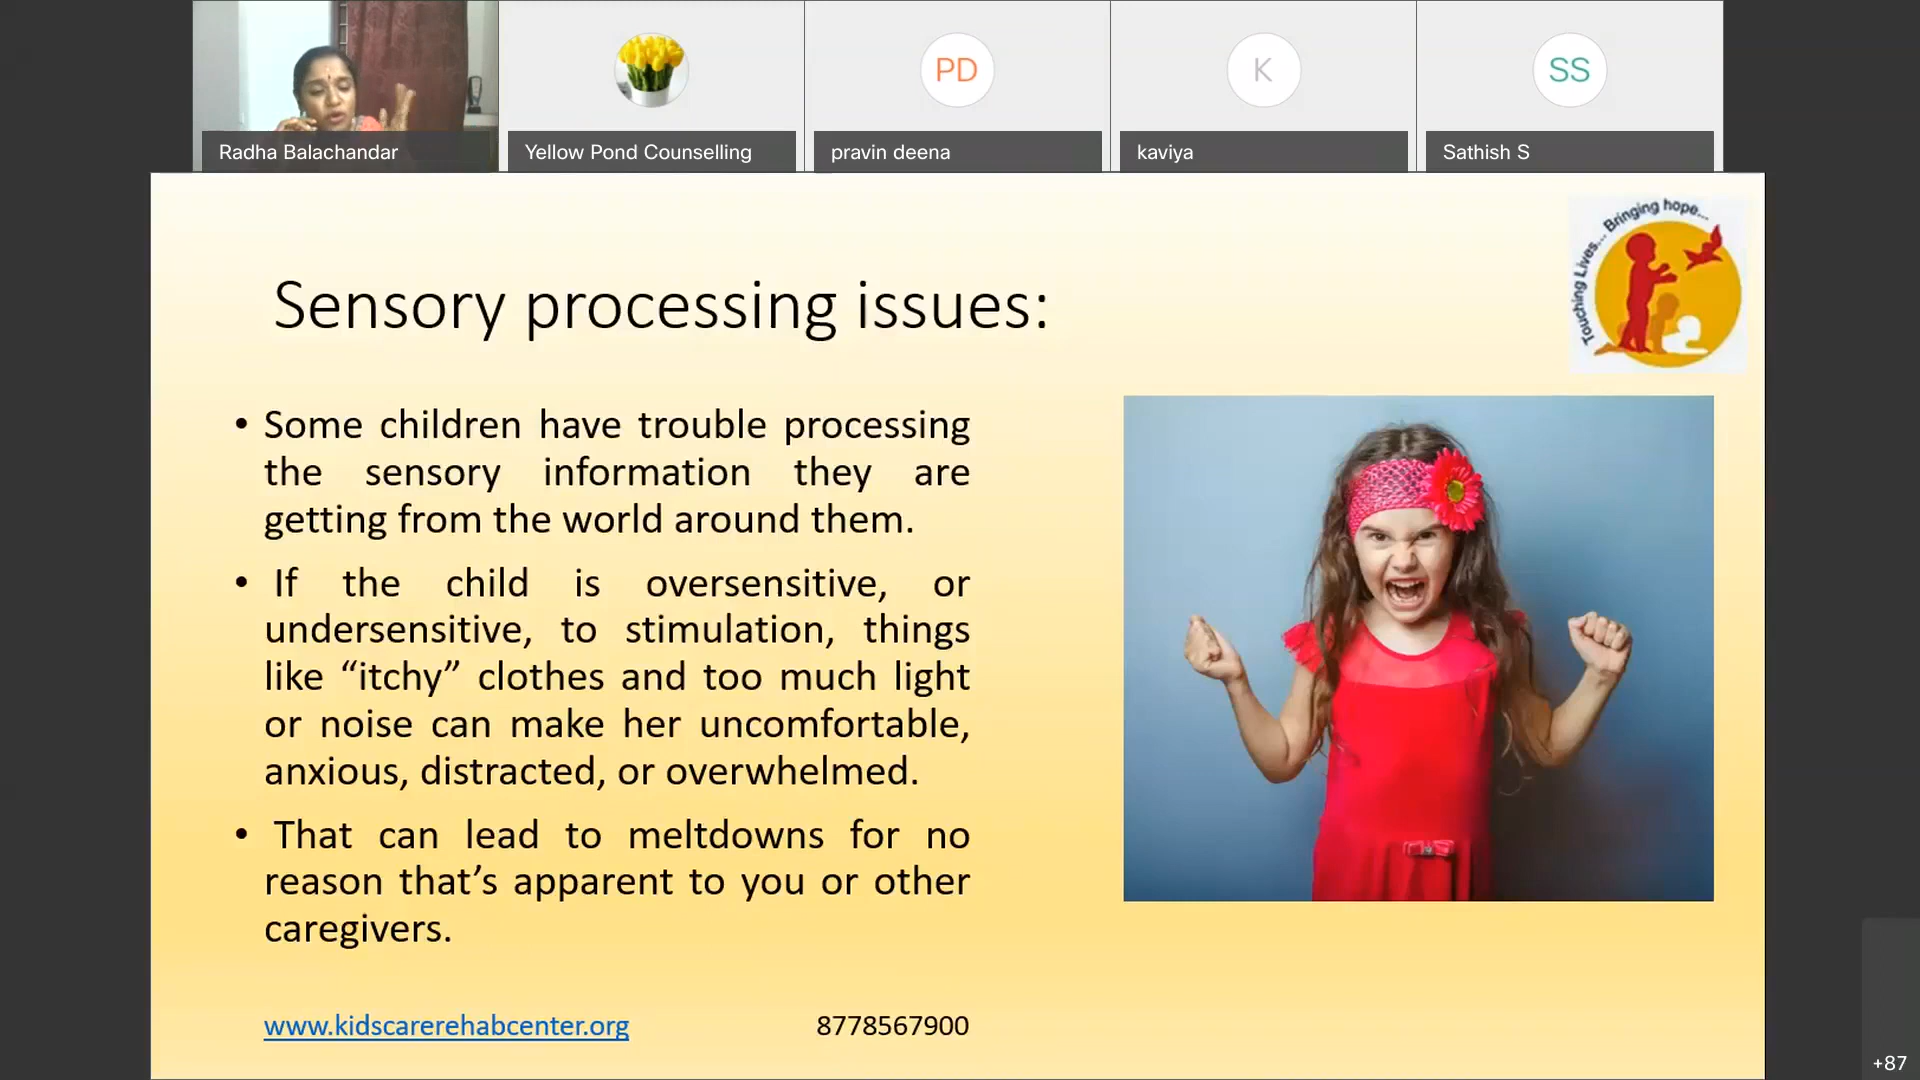 Radha Balachandar
Yellow Pond Counselling
PD
pravin deena
K
kaviya
SS
Sathish S
Touching Lives... Bringing hope...
Sensory processing issues:
• Some children have trouble processing
the sensory information they are
getting from the world around them.
• If the child is oversensitive, or
undersensitive, to stimulation, things
like “itchy” clothes and too much light
or noise can make her uncomfortable,
anxious, distracted, or overwhelmed.
• That can lead to meltdowns for no
reason that’s apparent to you or other
caregivers.
www.kidscarerehabcenter.org 8778567900
+87